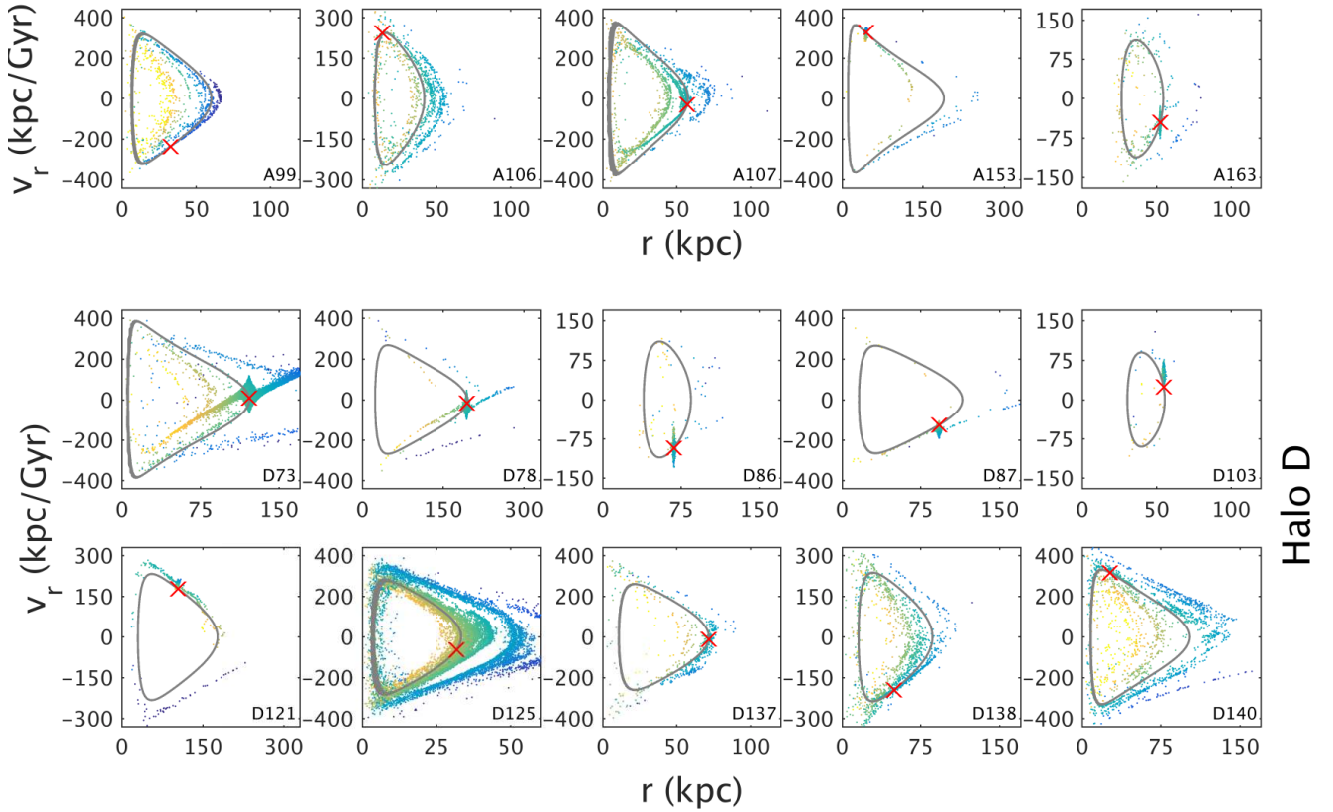 400 200 0 −200 −400 0 50 100 A99
300 150 0 −150 −300 0 50 100 A106
400 200 0 −200 −400 0 50 100 A107
400 200 0 −200 −400 0 150 300 A153
150 75 0 −75 −150 0 50 100 A163
v_r (kpc/Gyr)
r (kpc)
400 200 0 −200 −400 0 75 150 D73
400 200 0 −200 −400 0 150 300 D78
150 75 0 −75 −150 0 75 150 D86
400 200 0 −200 −400 0 75 150 D87
150 75 0 −75 −150 0 50 100 D103
300 150 0 −150 −300 0 150 300 D121
400 200 0 −200 −400 0 25 50 D125
400 200 0 −200 −400 0 50 100 D137
300 150 0 −150 −300 0 75 150 D138
400 200 0 −200 −400 0 75 150 D140
v_r (kpc/Gyr)
r (kpc)
Halo D